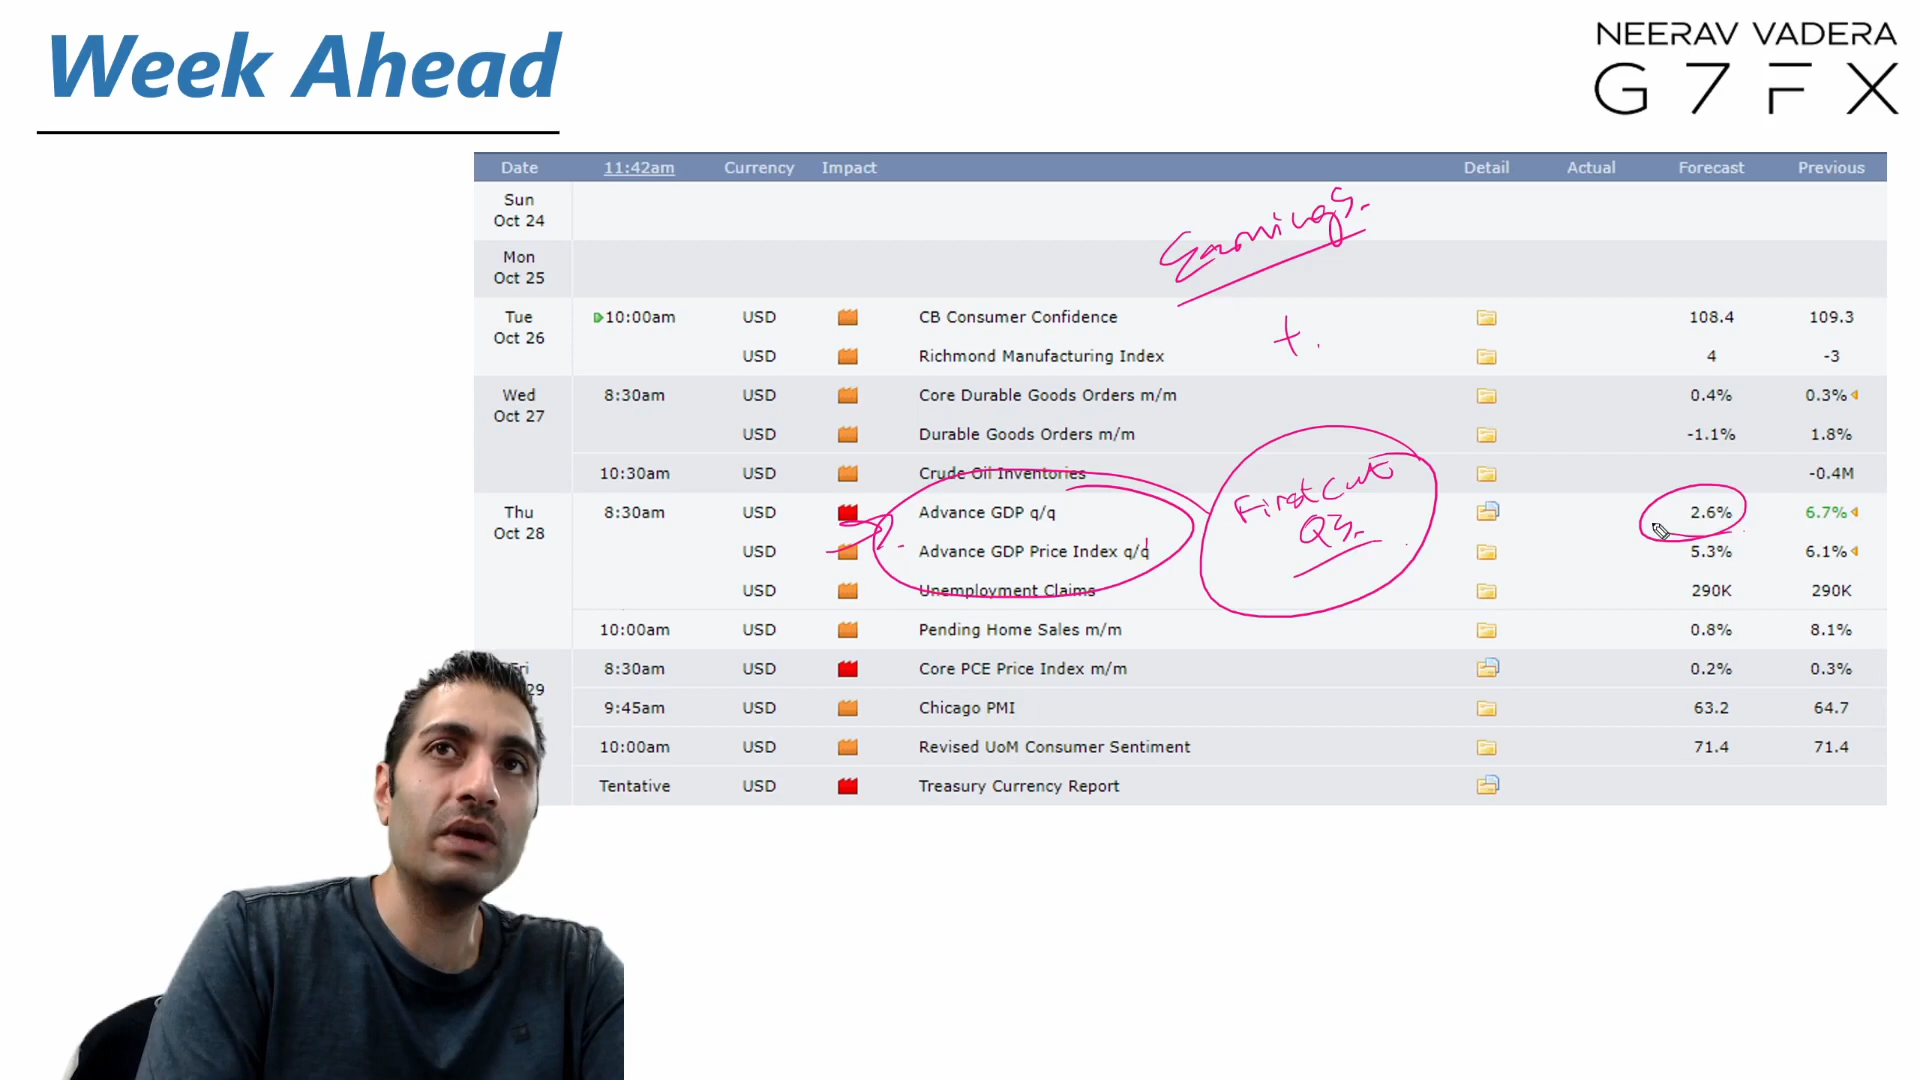 Week Ahead
NEERAV VADERA
G7FX
Date 11:42am Currency Impact Detail Actual Forecast Previous
Sun
Oct 24
Earnings.
Mon
Oct 25
Tue 10:00am USD CB Consumer Confidence 108.4 109.3
Oct 26
+.
USD Richmond Manufacturing Index 4 -3
Wed 8:30am USD Core Durable Goods Orders m/m 0.4% 0.3%
Oct 27
USD Durable Goods Orders m/m -1.1% 1.8%
10:30am USD Crude Oil Inventories -0.4M
First Cut
Q3.
Thu 8:30am USD Advance GDP q/q 2.6% 6.7%
Oct 28
USD Advance GDP Price Index q/q 5.3% 6.1%
USD Unemployment Claims 290K 290K
10:00am USD Pending Home Sales m/m 0.8% 8.1%
Fri 8:30am USD Core PCE Price Index m/m 0.2% 0.3%
29
9:45am USD Chicago PMI 63.2 64.7
10:00am USD Revised UoM Consumer Sentiment 71.4 71.4
Tentative USD Treasury Currency Report